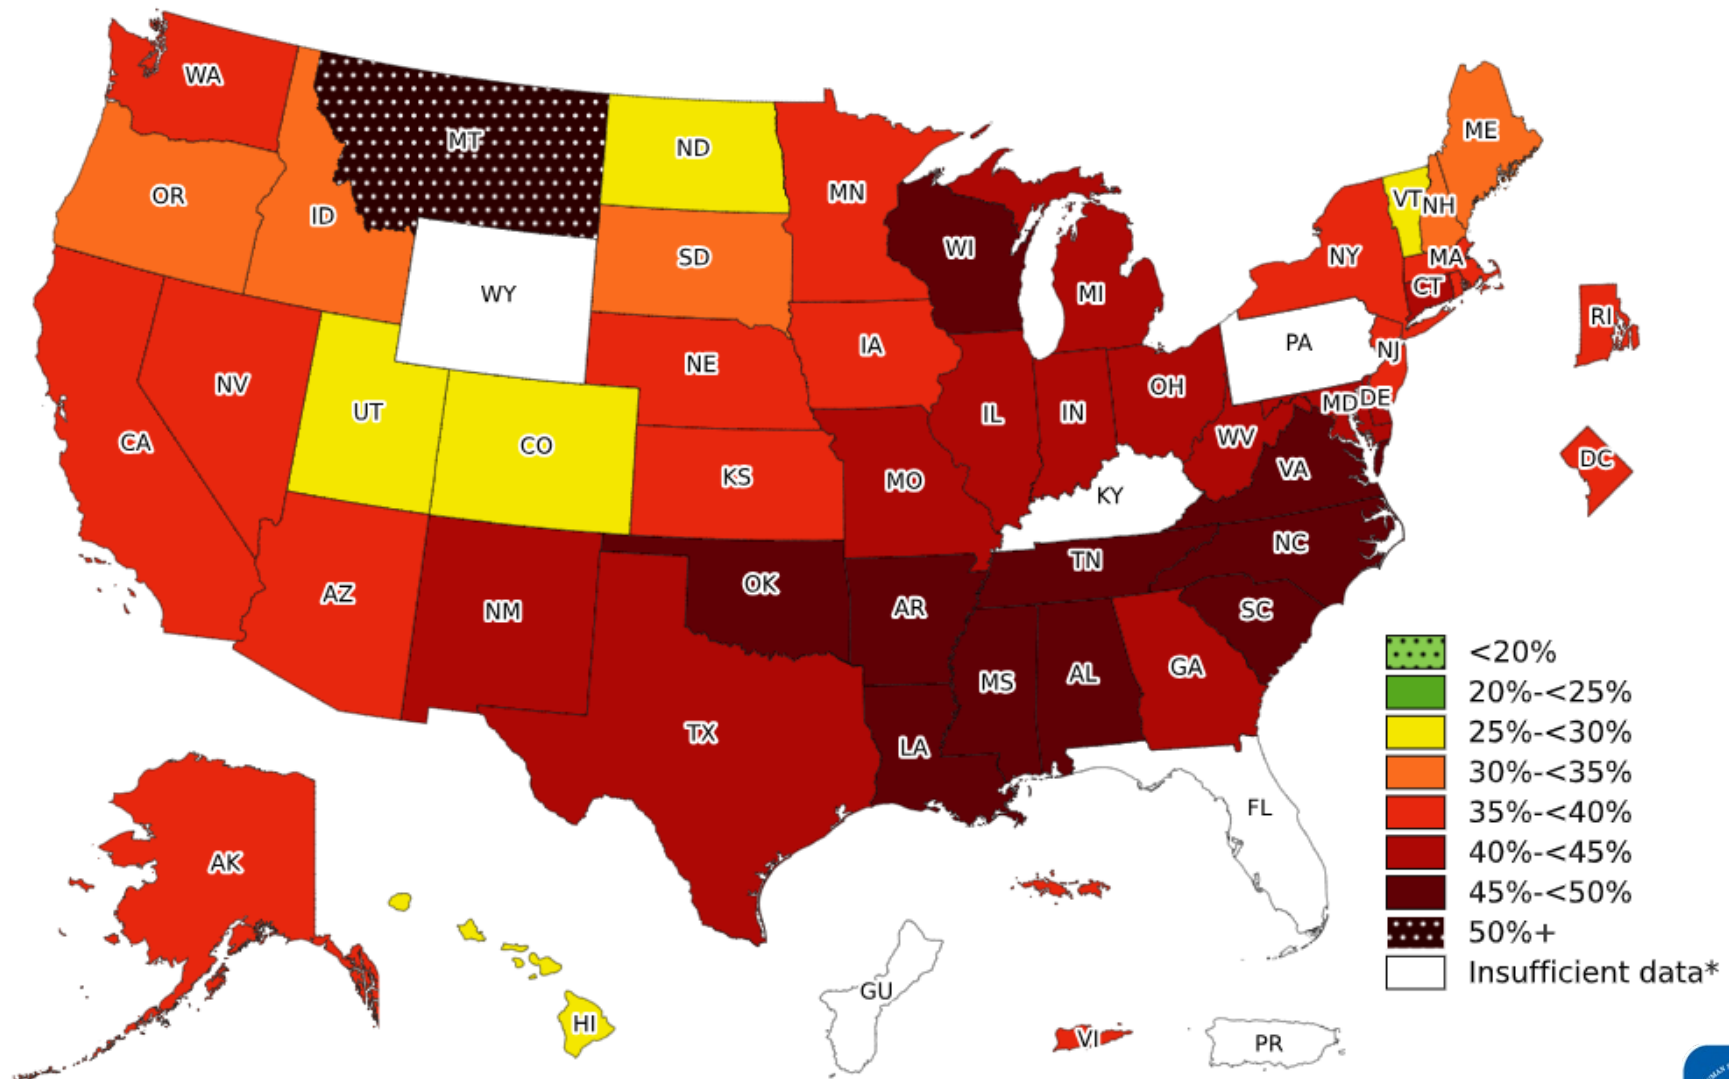 WA
MT
ND
MN
OR
ID
SD
WI
WY
MI
NY
VT
NH
ME
MA
CT
RI
NV
UT
CO
NE
IA
IL
IN
OH
PA
NJ
MD
DE
WV
VA
DC
CA
KS
MO
KY
AZ
NM
OK
AR
TN
NC
SC
TX
LA
MS
AL
GA
FL
AK
HI
GU
VI
PR
<20%
20%-<25%
25%-<30%
30%-<35%
35%-<40%
40%-<45%
45%-<50%
50%+
Insufficient data*